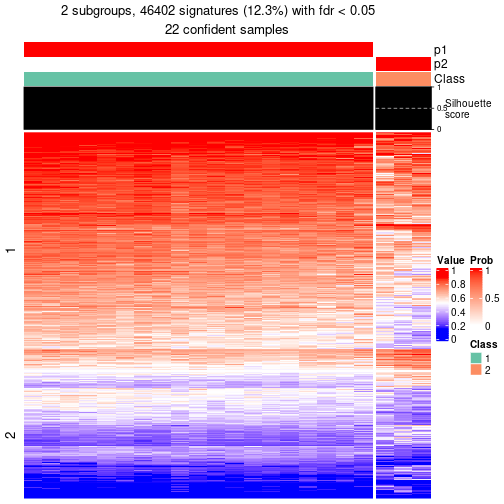 2 subgroups, 46402 signatures (12.3%) with fdr < 0.05
22 confident samples
p1
p2
Class
1
0.5
0
Silhouette
score
1
2
Value
1
0.8
0.6
0.4
0.2
0
Prob
1
0.5
0
Class
1
2